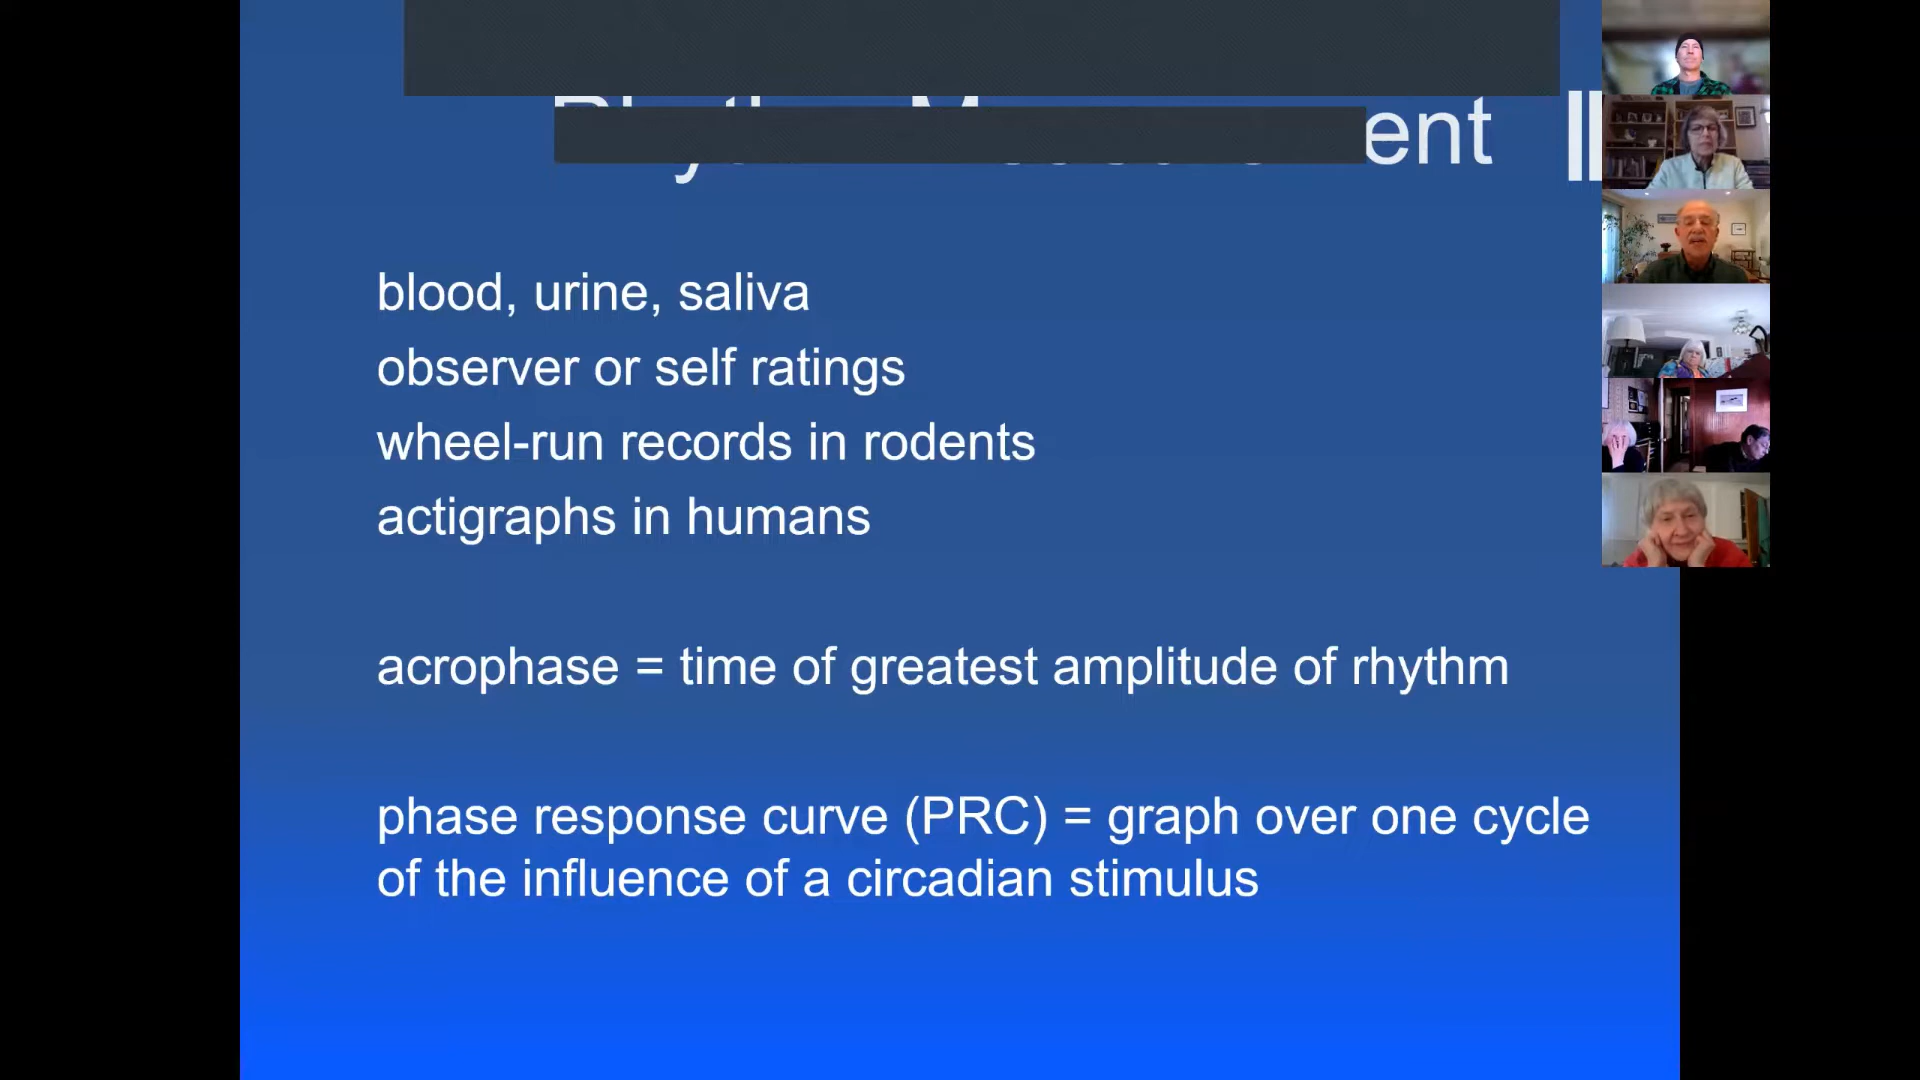 ent
blood, urine, saliva
observer or self ratings
wheel-run records in rodents
actigraphs in humans
acrophase = time of greatest amplitude of rhythm
phase response curve (PRC) = graph over one cycle
of the influence of a circadian stimulus